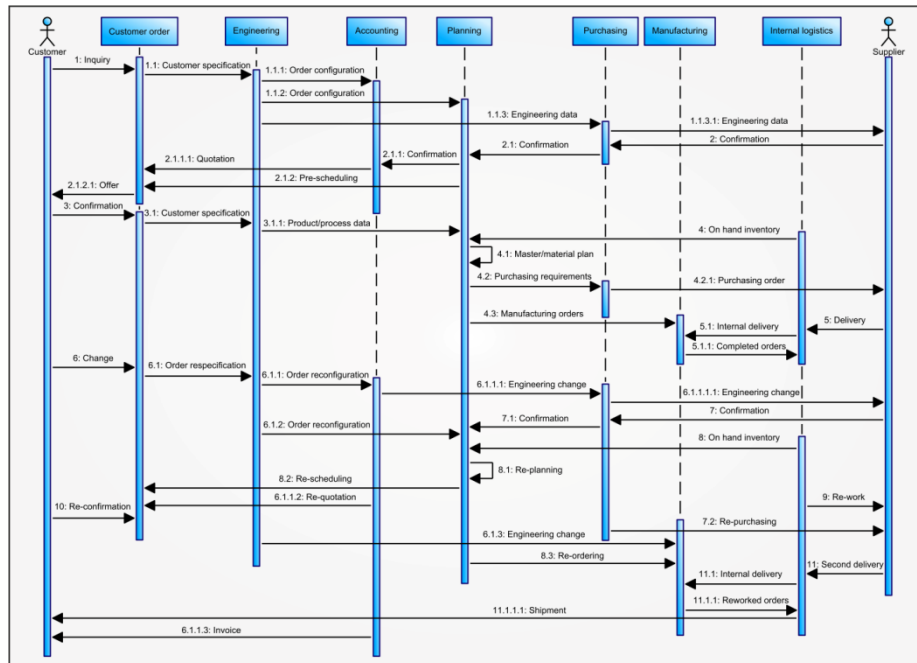 Customer order
Engineering
Accounting
Planning
Purchasing
Manufacturing
Internal logistics
Customer
Supplier
1: Inquiry
1.1: Customer specification
1.1.1: Order configuration
1.1.2: Order configuration
1.1.3: Engineering data
1.1.3.1: Engineering data
2: Confirmation
2.1: Confirmation
2.1.1: Confirmation
2.1.1.1: Quotation
2.1.2: Pre-scheduling
2.1.2.1: Offer
3: Confirmation
3.1: Customer specification
3.1.1: Product/process data
4: On hand inventory
4.1: Master/material plan
4.2: Purchasing requirements
4.2.1: Purchasing order
4.3: Manufacturing orders
5: Delivery
5.1: Internal delivery
5.1.1: Completed orders
6: Change
6.1: Order respecification
6.1.1: Order reconfiguration
6.1.1.1: Engineering change
6.1.1.1.1: Engineering change
7: Confirmation
7.1: Confirmation
6.1.2: Order reconfiguration
8: On hand inventory
8.1: Re-planning
8.2: Re-scheduling
6.1.1.2: Re-quotation
9: Re-work
10: Re-confirmation
7.2: Re-purchasing
6.1.3: Engineering change
8.3: Re-ordering
11: Second delivery
11.1: Internal delivery
11.1.1: Reworked orders
11.1.1.1: Shipment
6.1.1.3: Invoice